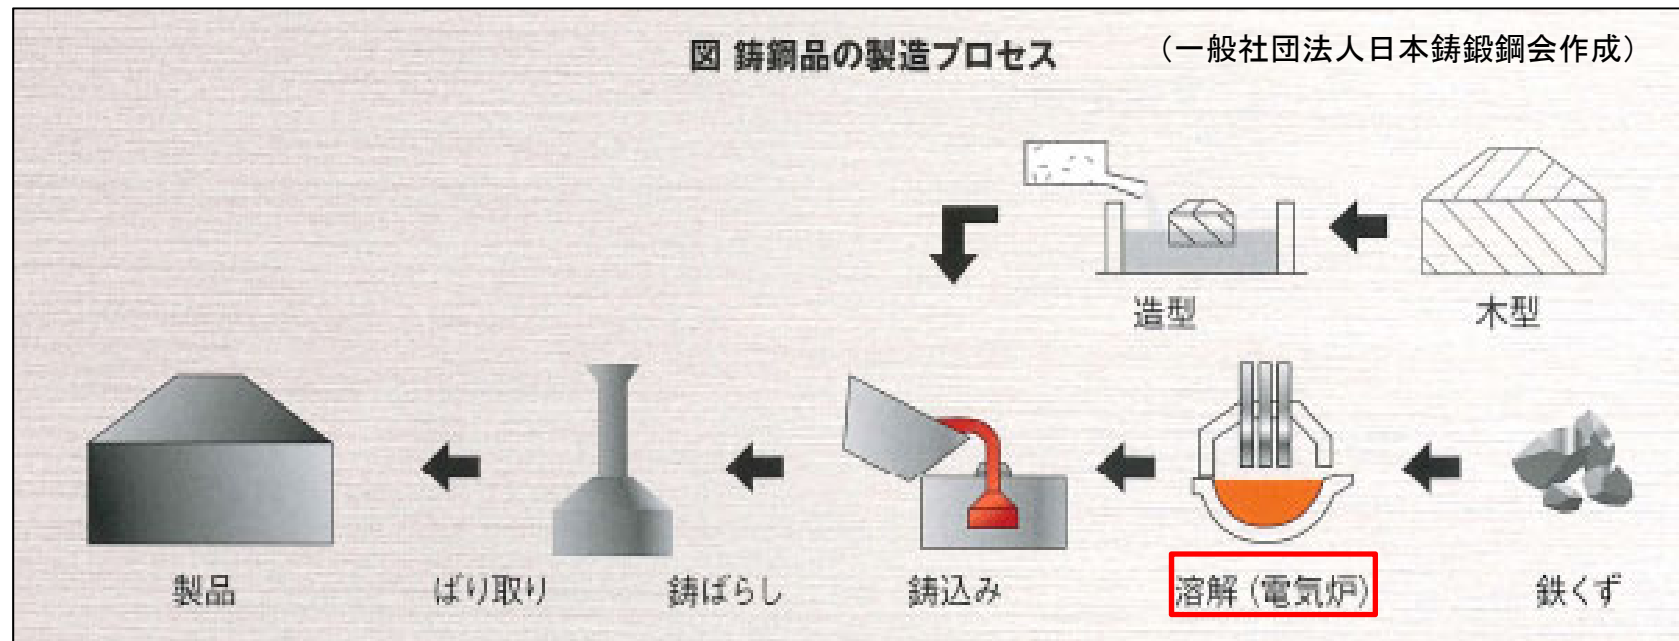 図 鋳鋼品の製造プロセス
（一般社団法人日本鋳鍛鋼会作成）
造型
木型
製品
ばり取り
鋳ばらし
鋳込み
溶解（電気炉）
鉄くず